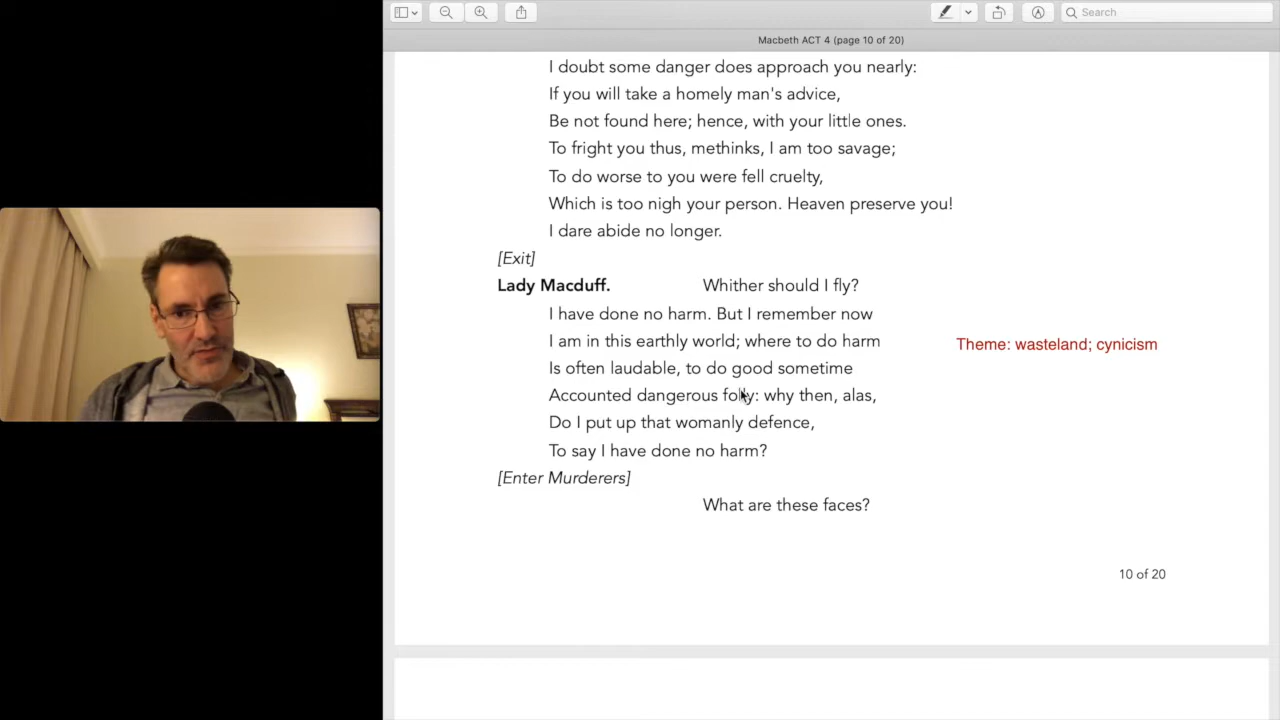 Search
Macbeth ACT 4 (page 10 of 20)
I doubt some danger does approach you nearly:
If you will take a homely man's advice,
Be not found here; hence, with your little ones.
To fright you thus, methinks, I am too savage;
To do worse to you were fell cruelty,
Which is too nigh your person. Heaven preserve you!
I dare abide no longer.
[Exit]
Lady Macduff. Whither should I fly?
I have done no harm. But I remember now
I am in this earthly world; where to do harm
Theme: wasteland; cynicism
Is often laudable, to do good sometime
Accounted dangerous folly: why then, alas,
Do I put up that womanly defence,
To say I have done no harm?
[Enter Murderers]
What are these faces?
10 of 20